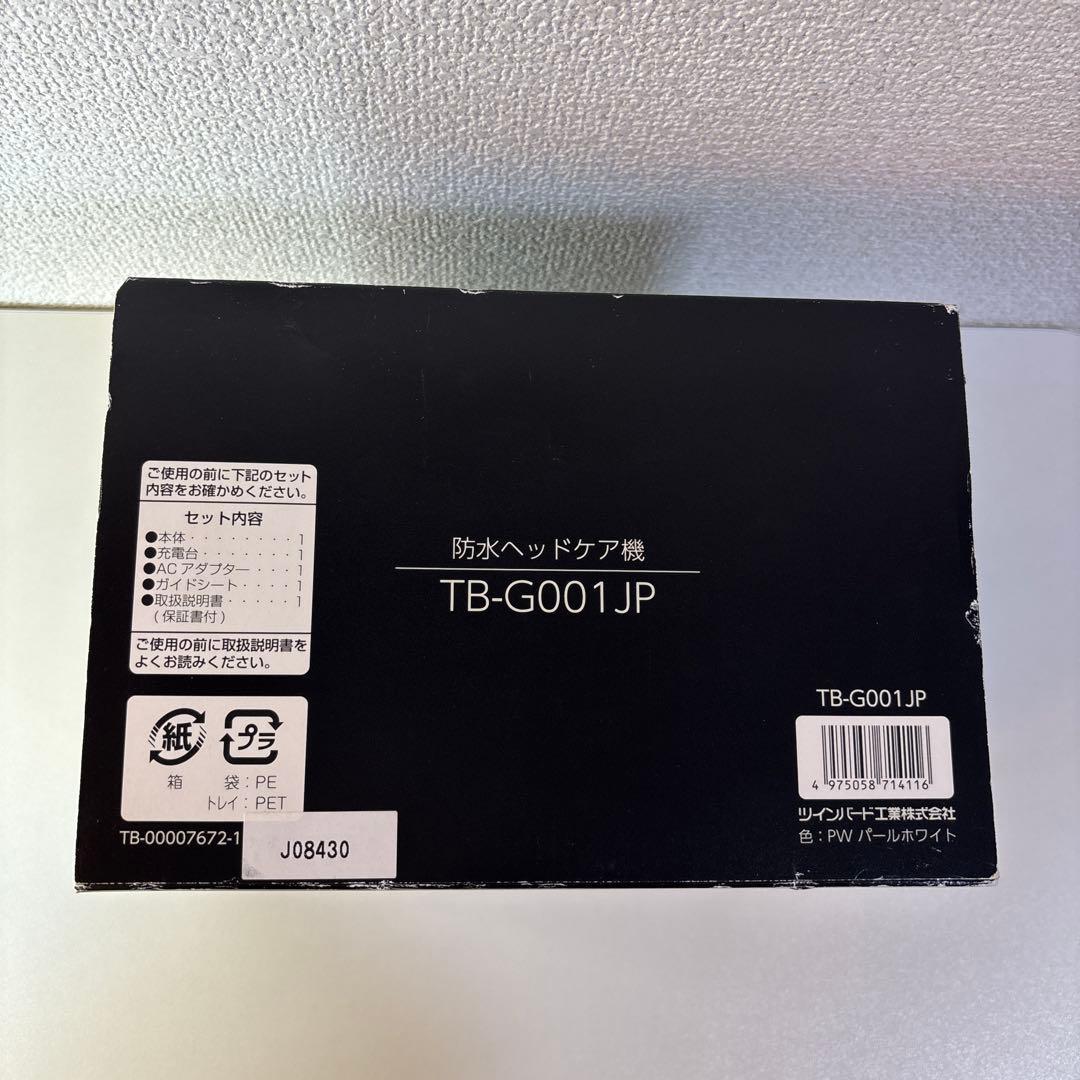 ご使用の前に下記のセット
内容をお確かめください。
セット内容
●本体・・・・・・・・1
●充電台・・・・・・・1
●ACアダプター・・・1
●ガイドシート・・・・1
●取扱説明書・・・・・1
(保証書付)
ご使用の前に取扱説明書を
よくお読みください。
紙
プラ
箱
袋：PE
トレイ：PET
TB-00007672-1
J08430
防水ヘッドケア機
TB-G001JP
TB-G001JP
4 975058 714116
ツインバード工業株式会社
色：PW パールホワイト